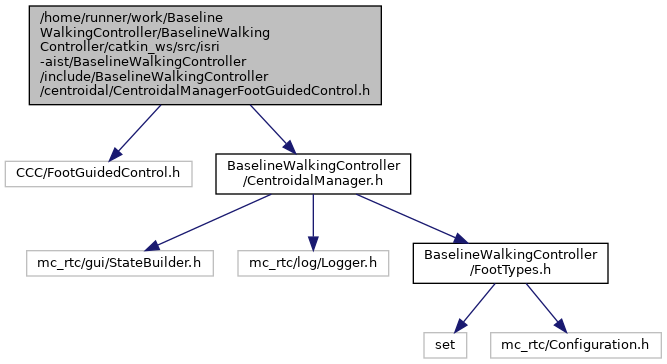 /home/runner/work/Baseline
WalkingController/BaselineWalking
Controller/catkin_ws/src/isri
-aist/BaselineWalkingController
/include/BaselineWalkingController
/centroidal/CentroidalManagerFootGuidedControl.h
CCC/FootGuidedControl.h
BaselineWalkingController
/CentroidalManager.h
mc_rtc/gui/StateBuilder.h
mc_rtc/log/Logger.h
BaselineWalkingController
/FootTypes.h
set
mc_rtc/Configuration.h